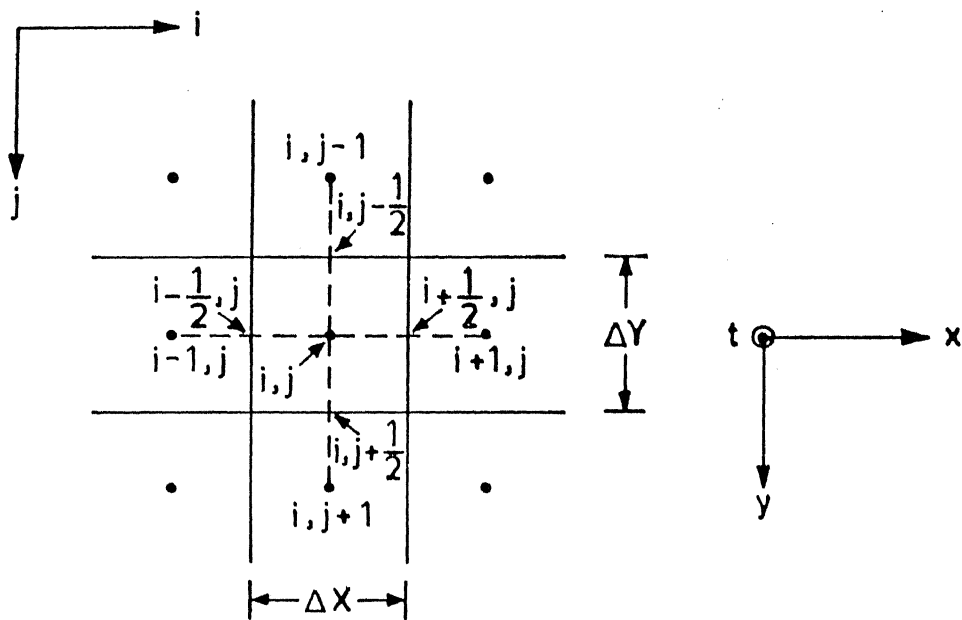 i
j
i, j-1
i, j-1/2
i-1/2, j
i+1/2, j
i-1, j
i, j
i+1, j
ΔY
t
x
y
i, j+1/2
i, j+1
ΔX